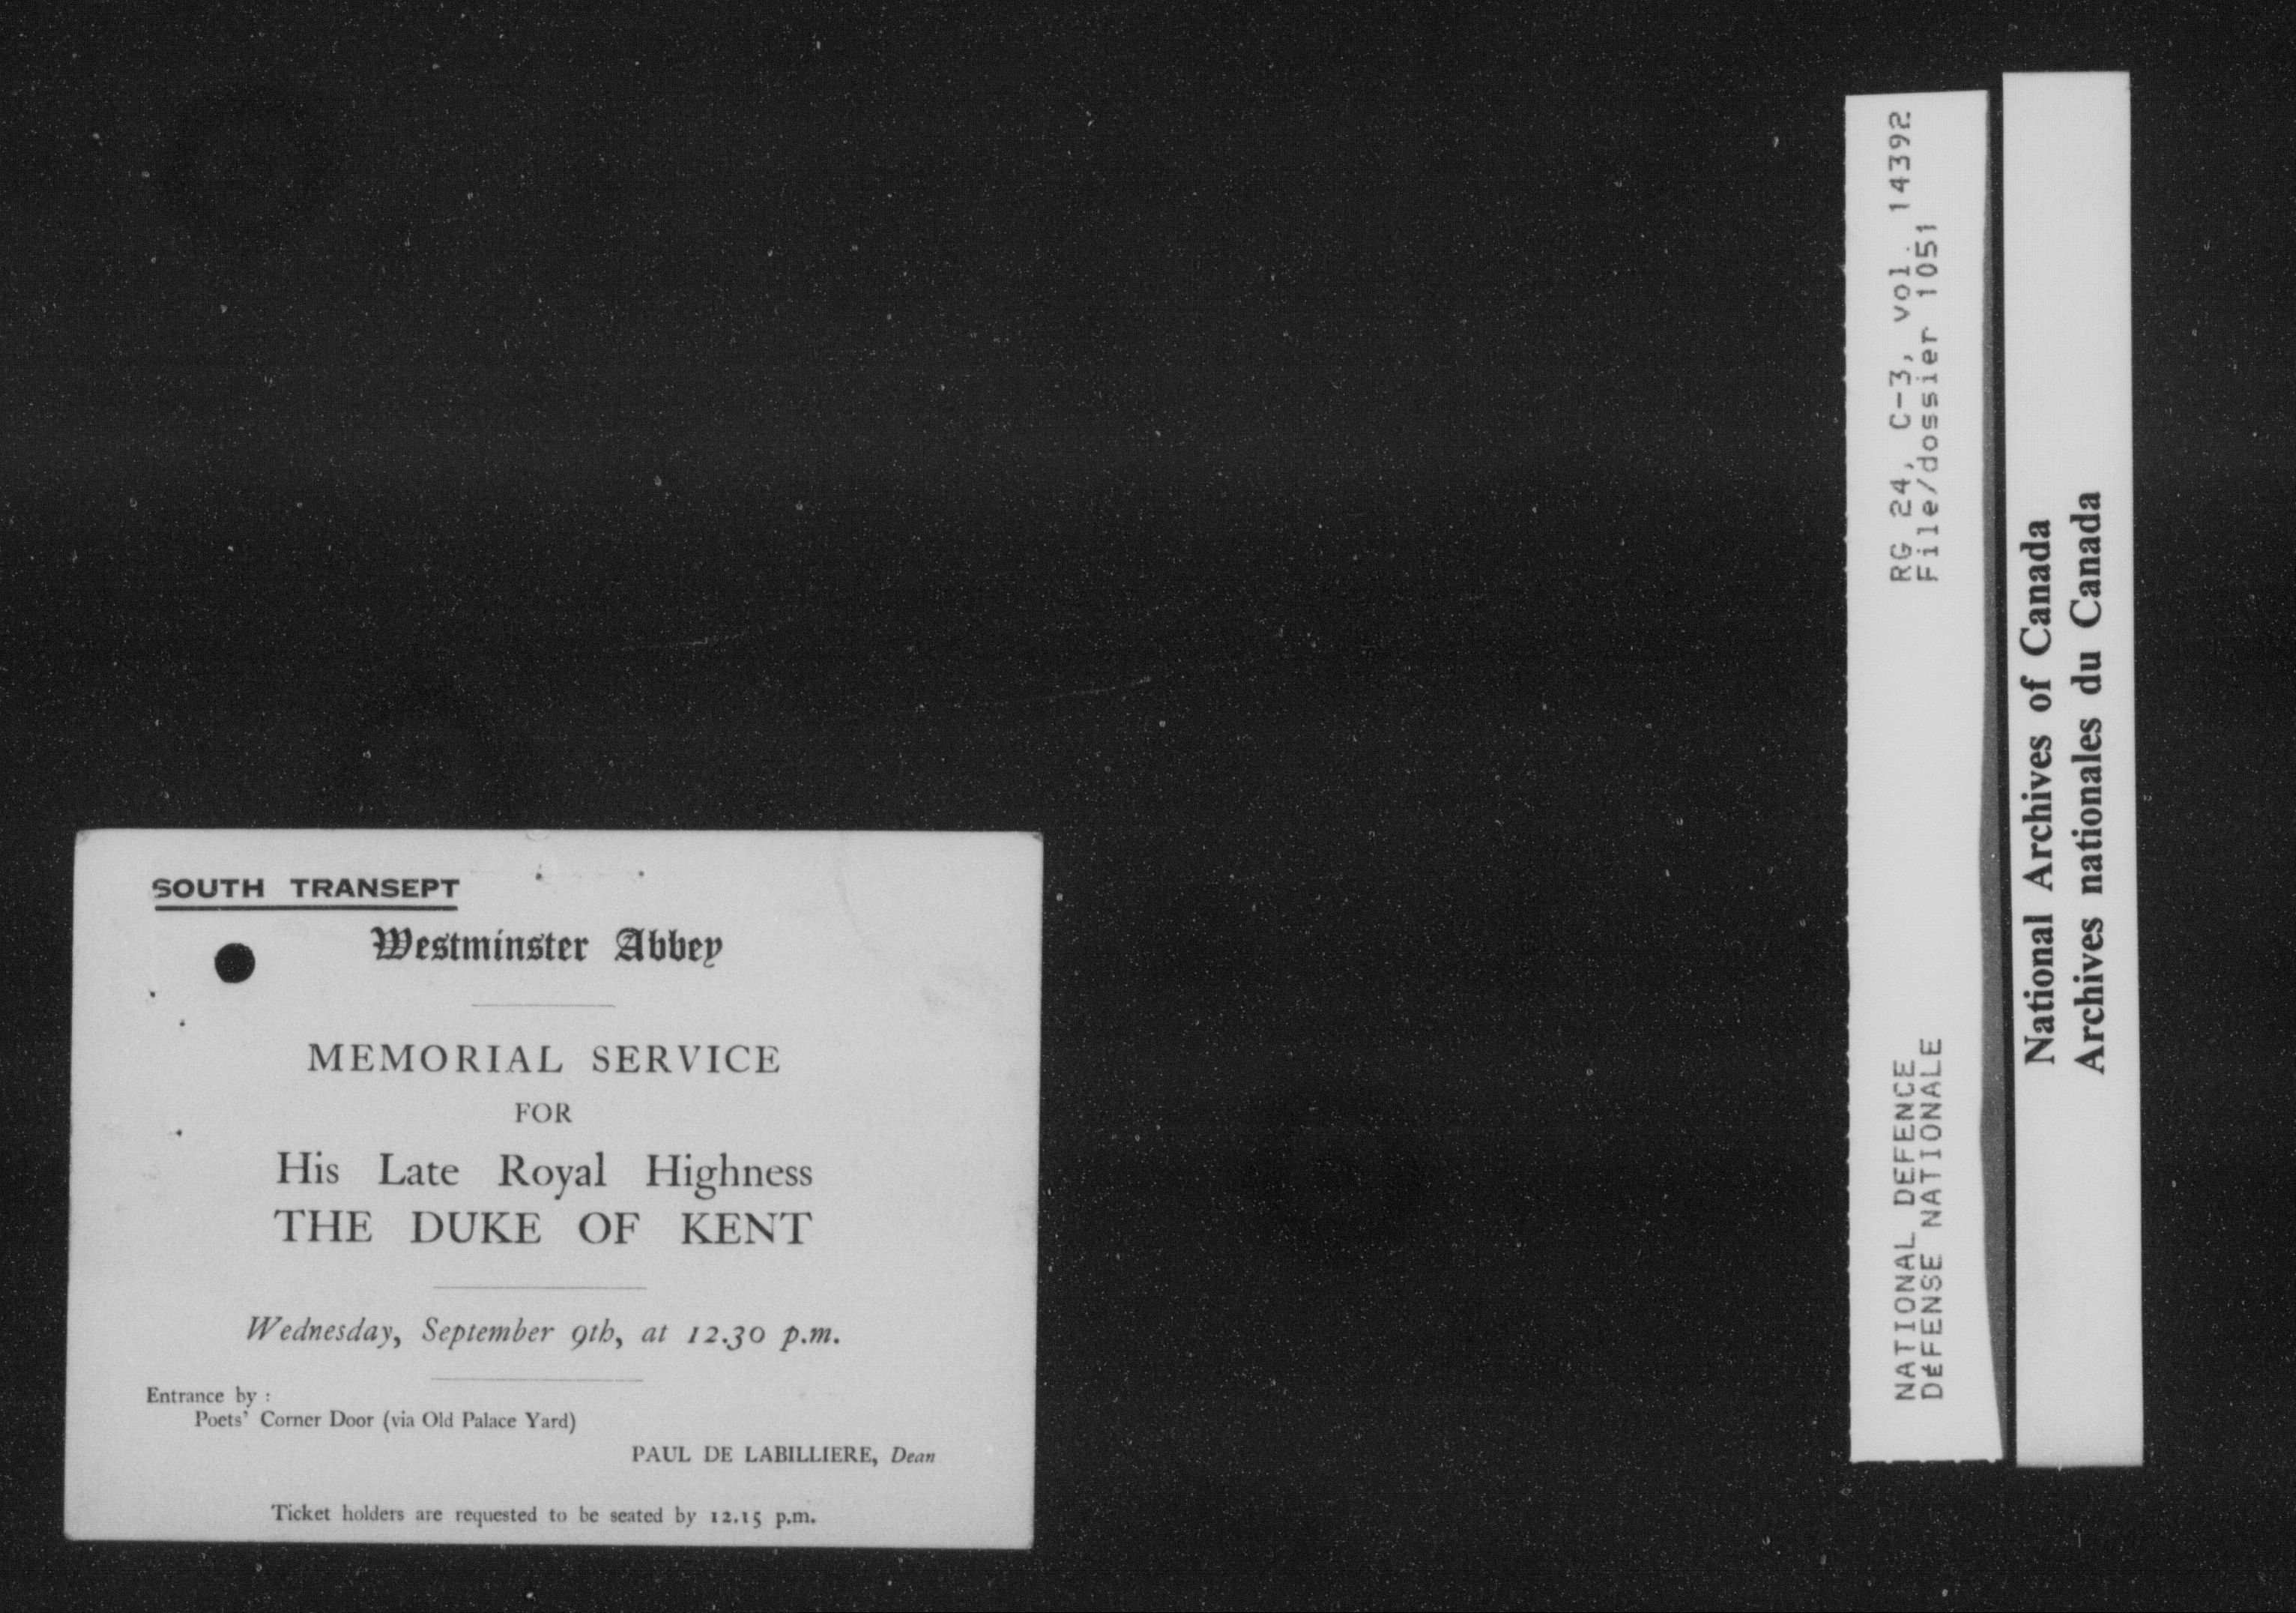 SOUTH TRANSEPT
Westminster Abbey
MEMORIAL SERVICE
FOR
His Late Royal Highness
THE DUKE OF KENT
Wednesday, September 9th, at 12.30 p.m.
Entrance by :
Poets' Corner Door (via Old Palace Yard)
PAUL DE LABILLIERE, Dean
Ticket holders are requested to be seated by 12.15 p.m.
NATIONAL DEFENCE RG 24, C-3, vol. 14392
DÉFENSE NATIONALE File/dossier 1051
National Archives of Canada
Archives nationales du Canada